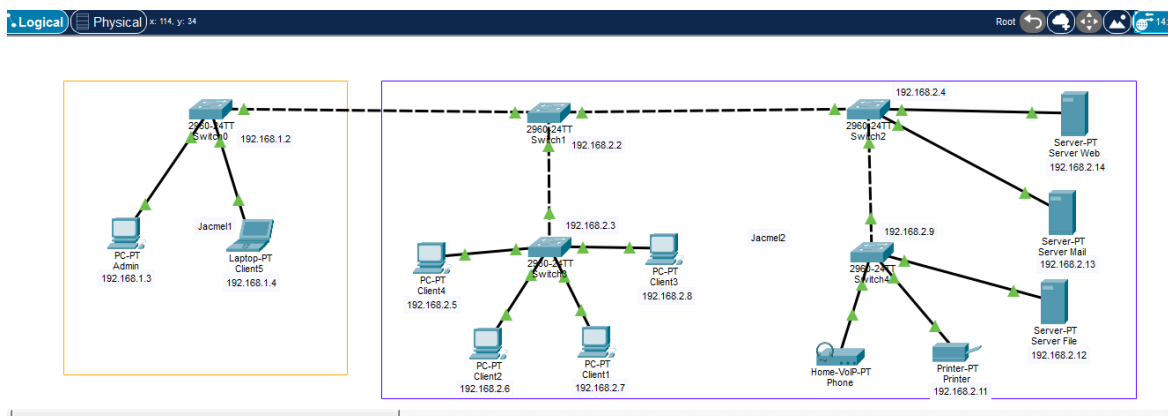 Logical Physical x: 114, y: 34 Root 14:
2960-24TT
Switch0
192.168.1.2
Jacmel1
PC-PT
Admin
192.168.1.3
Laptop-PT
Client5
192.168.1.4
2960-24TT
Switch1
192.168.2.2
192.168.2.4
2960-24TT
Switch2
Server-PT
Server Web
192.168.2.14
192.168.2.3
2960-24TT
Switch3
PC-PT
Client4
192.168.2.5
PC-PT
Client3
192.168.2.8
PC-PT
Client2
192.168.2.6
PC-PT
Client1
192.168.2.7
Jacmel2
192.168.2.9
2960-24TT
Switch4
Server-PT
Server Mail
192.168.2.13
Server-PT
Server File
192.168.2.12
Home-VoIP-PT
Phone
Printer-PT
Printer
192.168.2.11